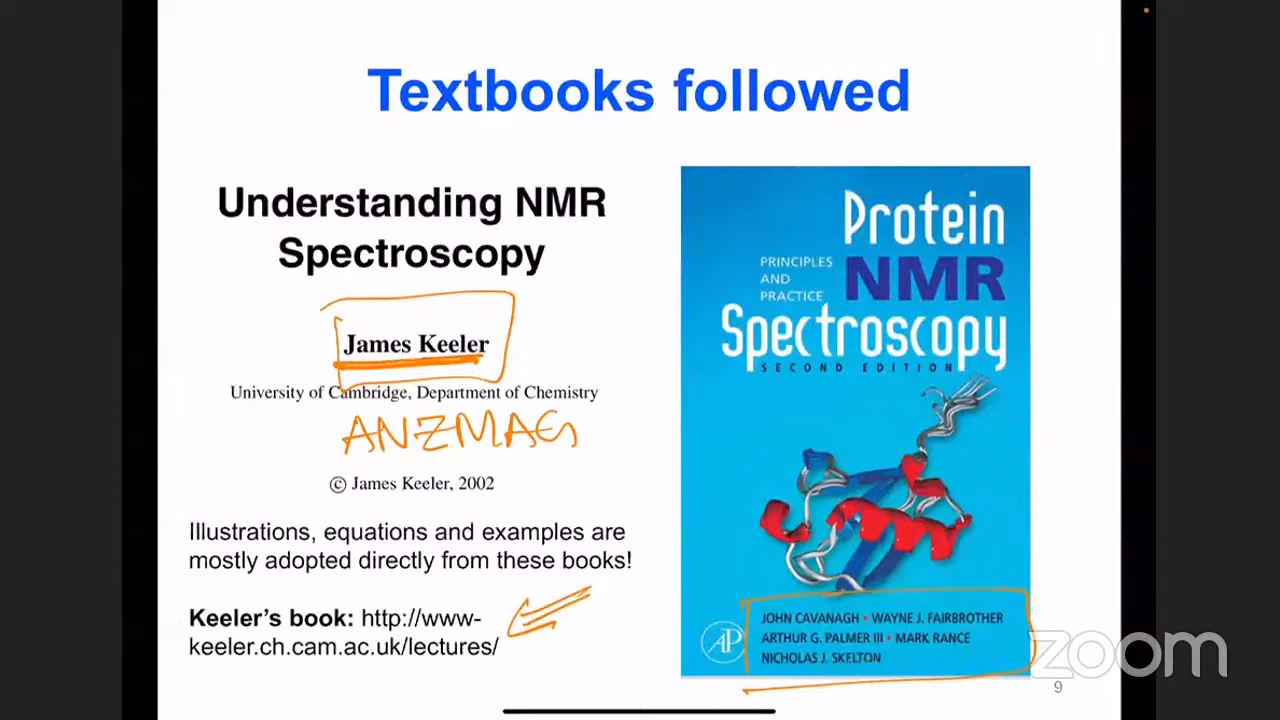 Textbooks followed
Understanding NMR
Spectroscopy
James Keeler
University of Cambridge, Department of Chemistry
ANZMAG
© James Keeler, 2002
Illustrations, equations and examples are
mostly adopted directly from these books!
Keeler's book: http://www-
keeler.ch.cam.ac.uk/lectures/
Protein
PRINCIPLES
AND
PRACTICE
NMR
Spectroscopy
SECOND EDITION
JOHN CAVANAGH • WAYNE J. FAIRBROTHER
ARTHUR G. PALMER III • MARK RANCE
NICHOLAS J. SKELTON
AP
zoom
9